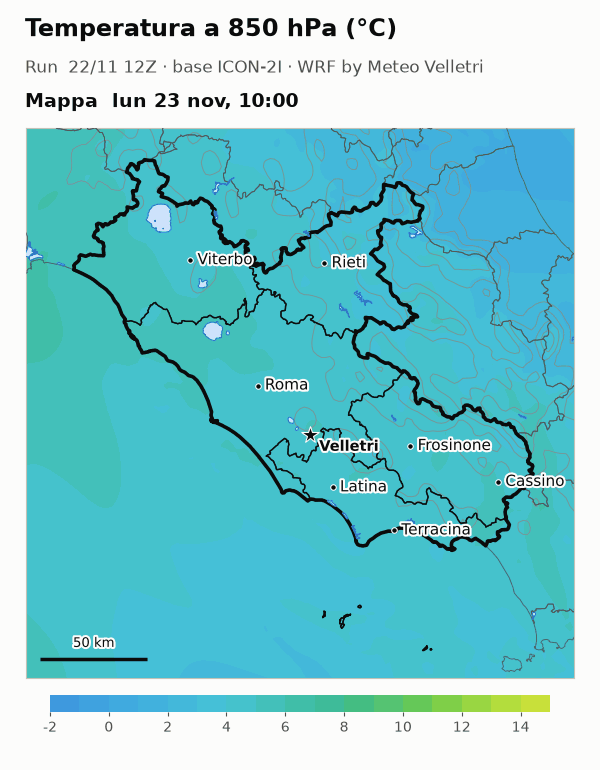 Temperatura a 850 hPa (°C)
Run  22/11 12Z · base ICON-2I · WRF by Meteo Velletri
Mappa  lun 23 nov, 10:00
Viterbo
Rieti
Roma
Velletri
Frosinone
Cassino
Latina
Terracina
50 km
-2 0 2 4 6 8 10 12 14